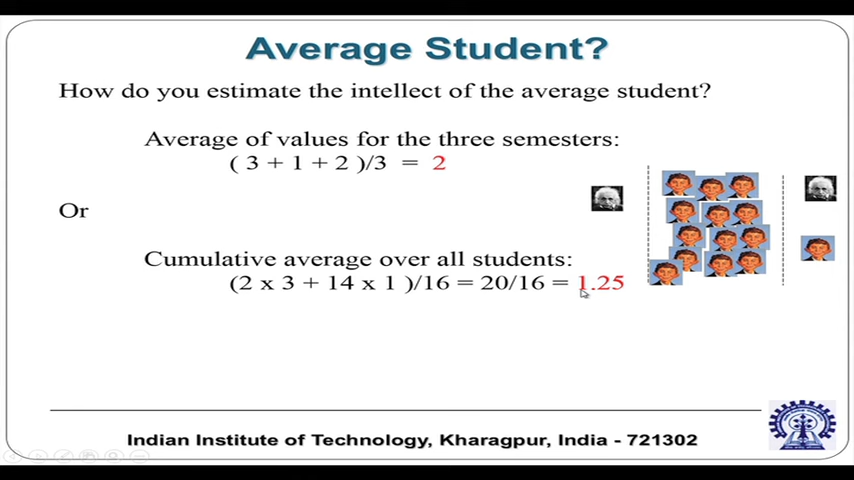 Average Student?
How do you estimate the intellect of the average student?
Average of values for the three semesters:
( 3 + 1 + 2 )/3 = 2
Or
Cumulative average over all students:
(2 x 3 + 14 x 1 )/16 = 20/16 = 1.25
Indian Institute of Technology, Kharagpur, India - 721302